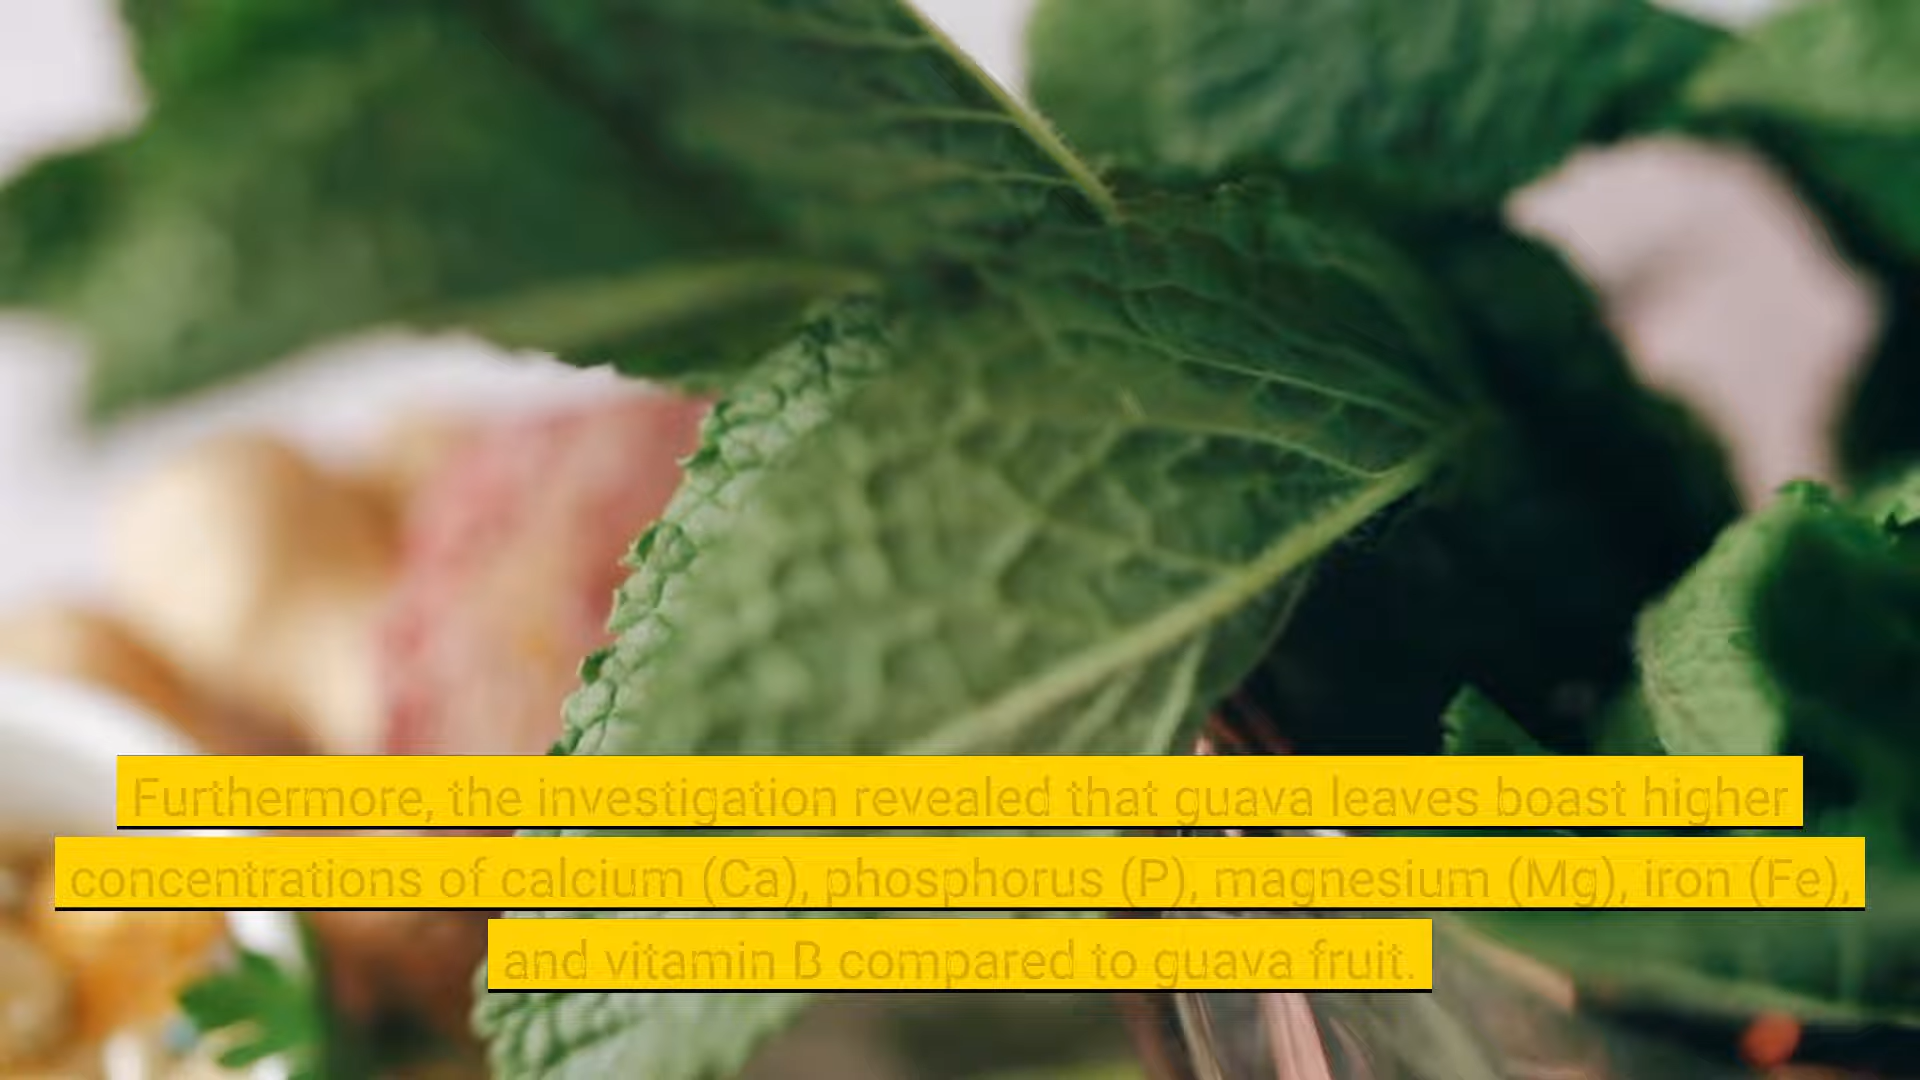 Furthermore, the investigation revealed that guava leaves boast higher
concentrations of calcium (Ca), phosphorus (P), magnesium (Mg), iron (Fe),
and vitamin B compared to guava fruit.